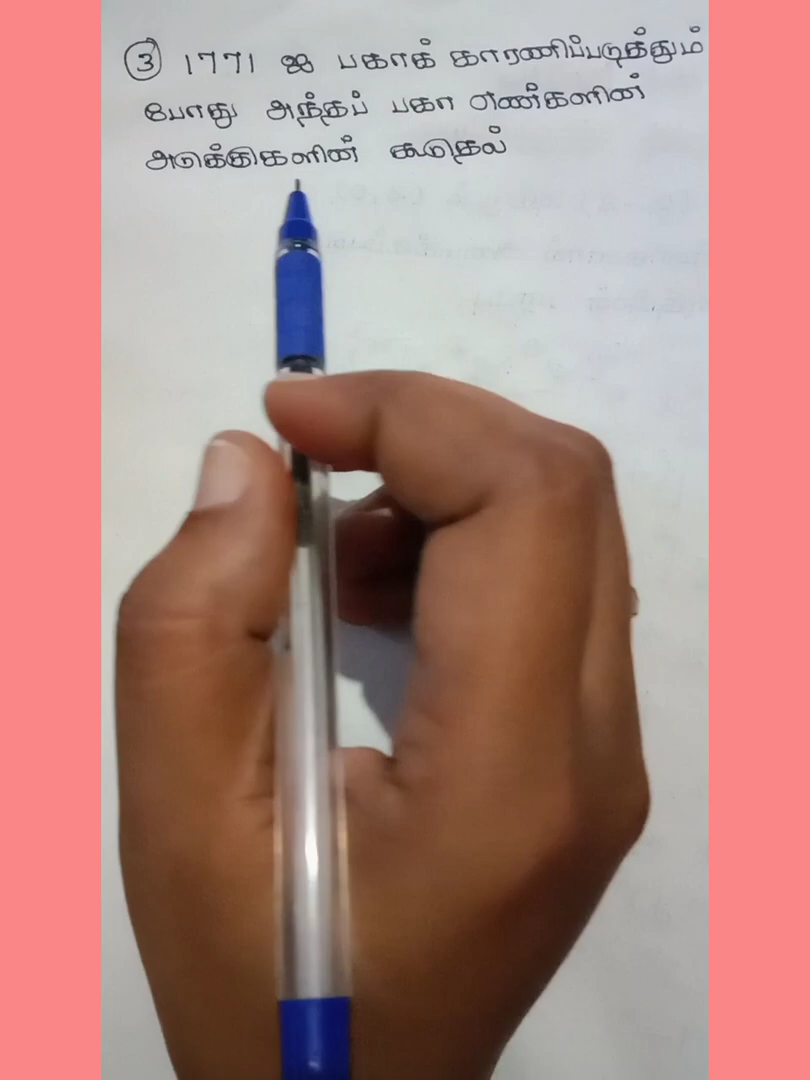 ③ 1771 ஐ பகாக் காரணிப்படுத்தும்
போது அந்தப் பகா எண்களின்
அடுக்கிகளின் கூடுதல்